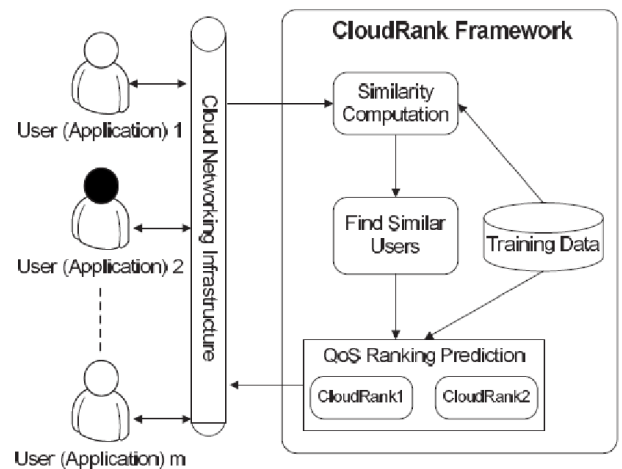 CloudRank Framework
User (Application) 1
User (Application) 2
User (Application) m
Cloud Networking Infrastructure
Similarity
Computation
Find Similar
Users
Training Data
QoS Ranking Prediction
CloudRank1
CloudRank2